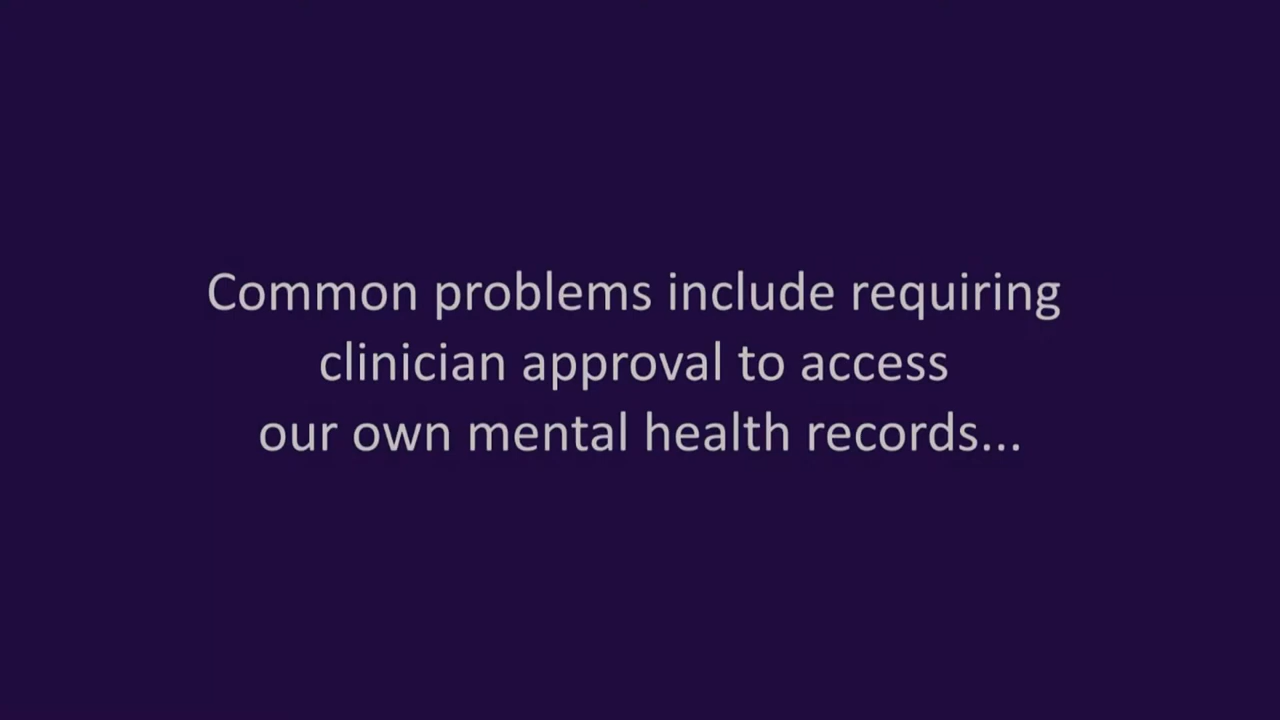 Common problems include requiring
clinician approval to access
our own mental health records...